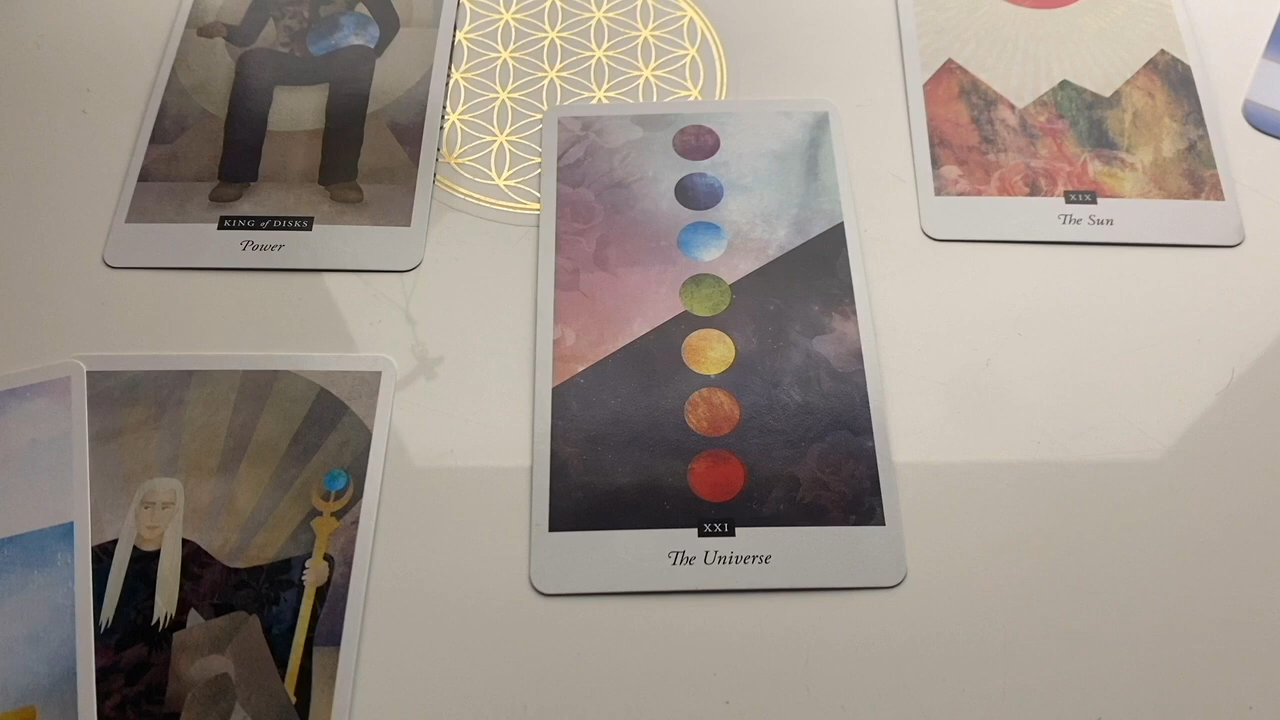 KING of DISKS
Power
XIX
The Sun
XXI
The Universe